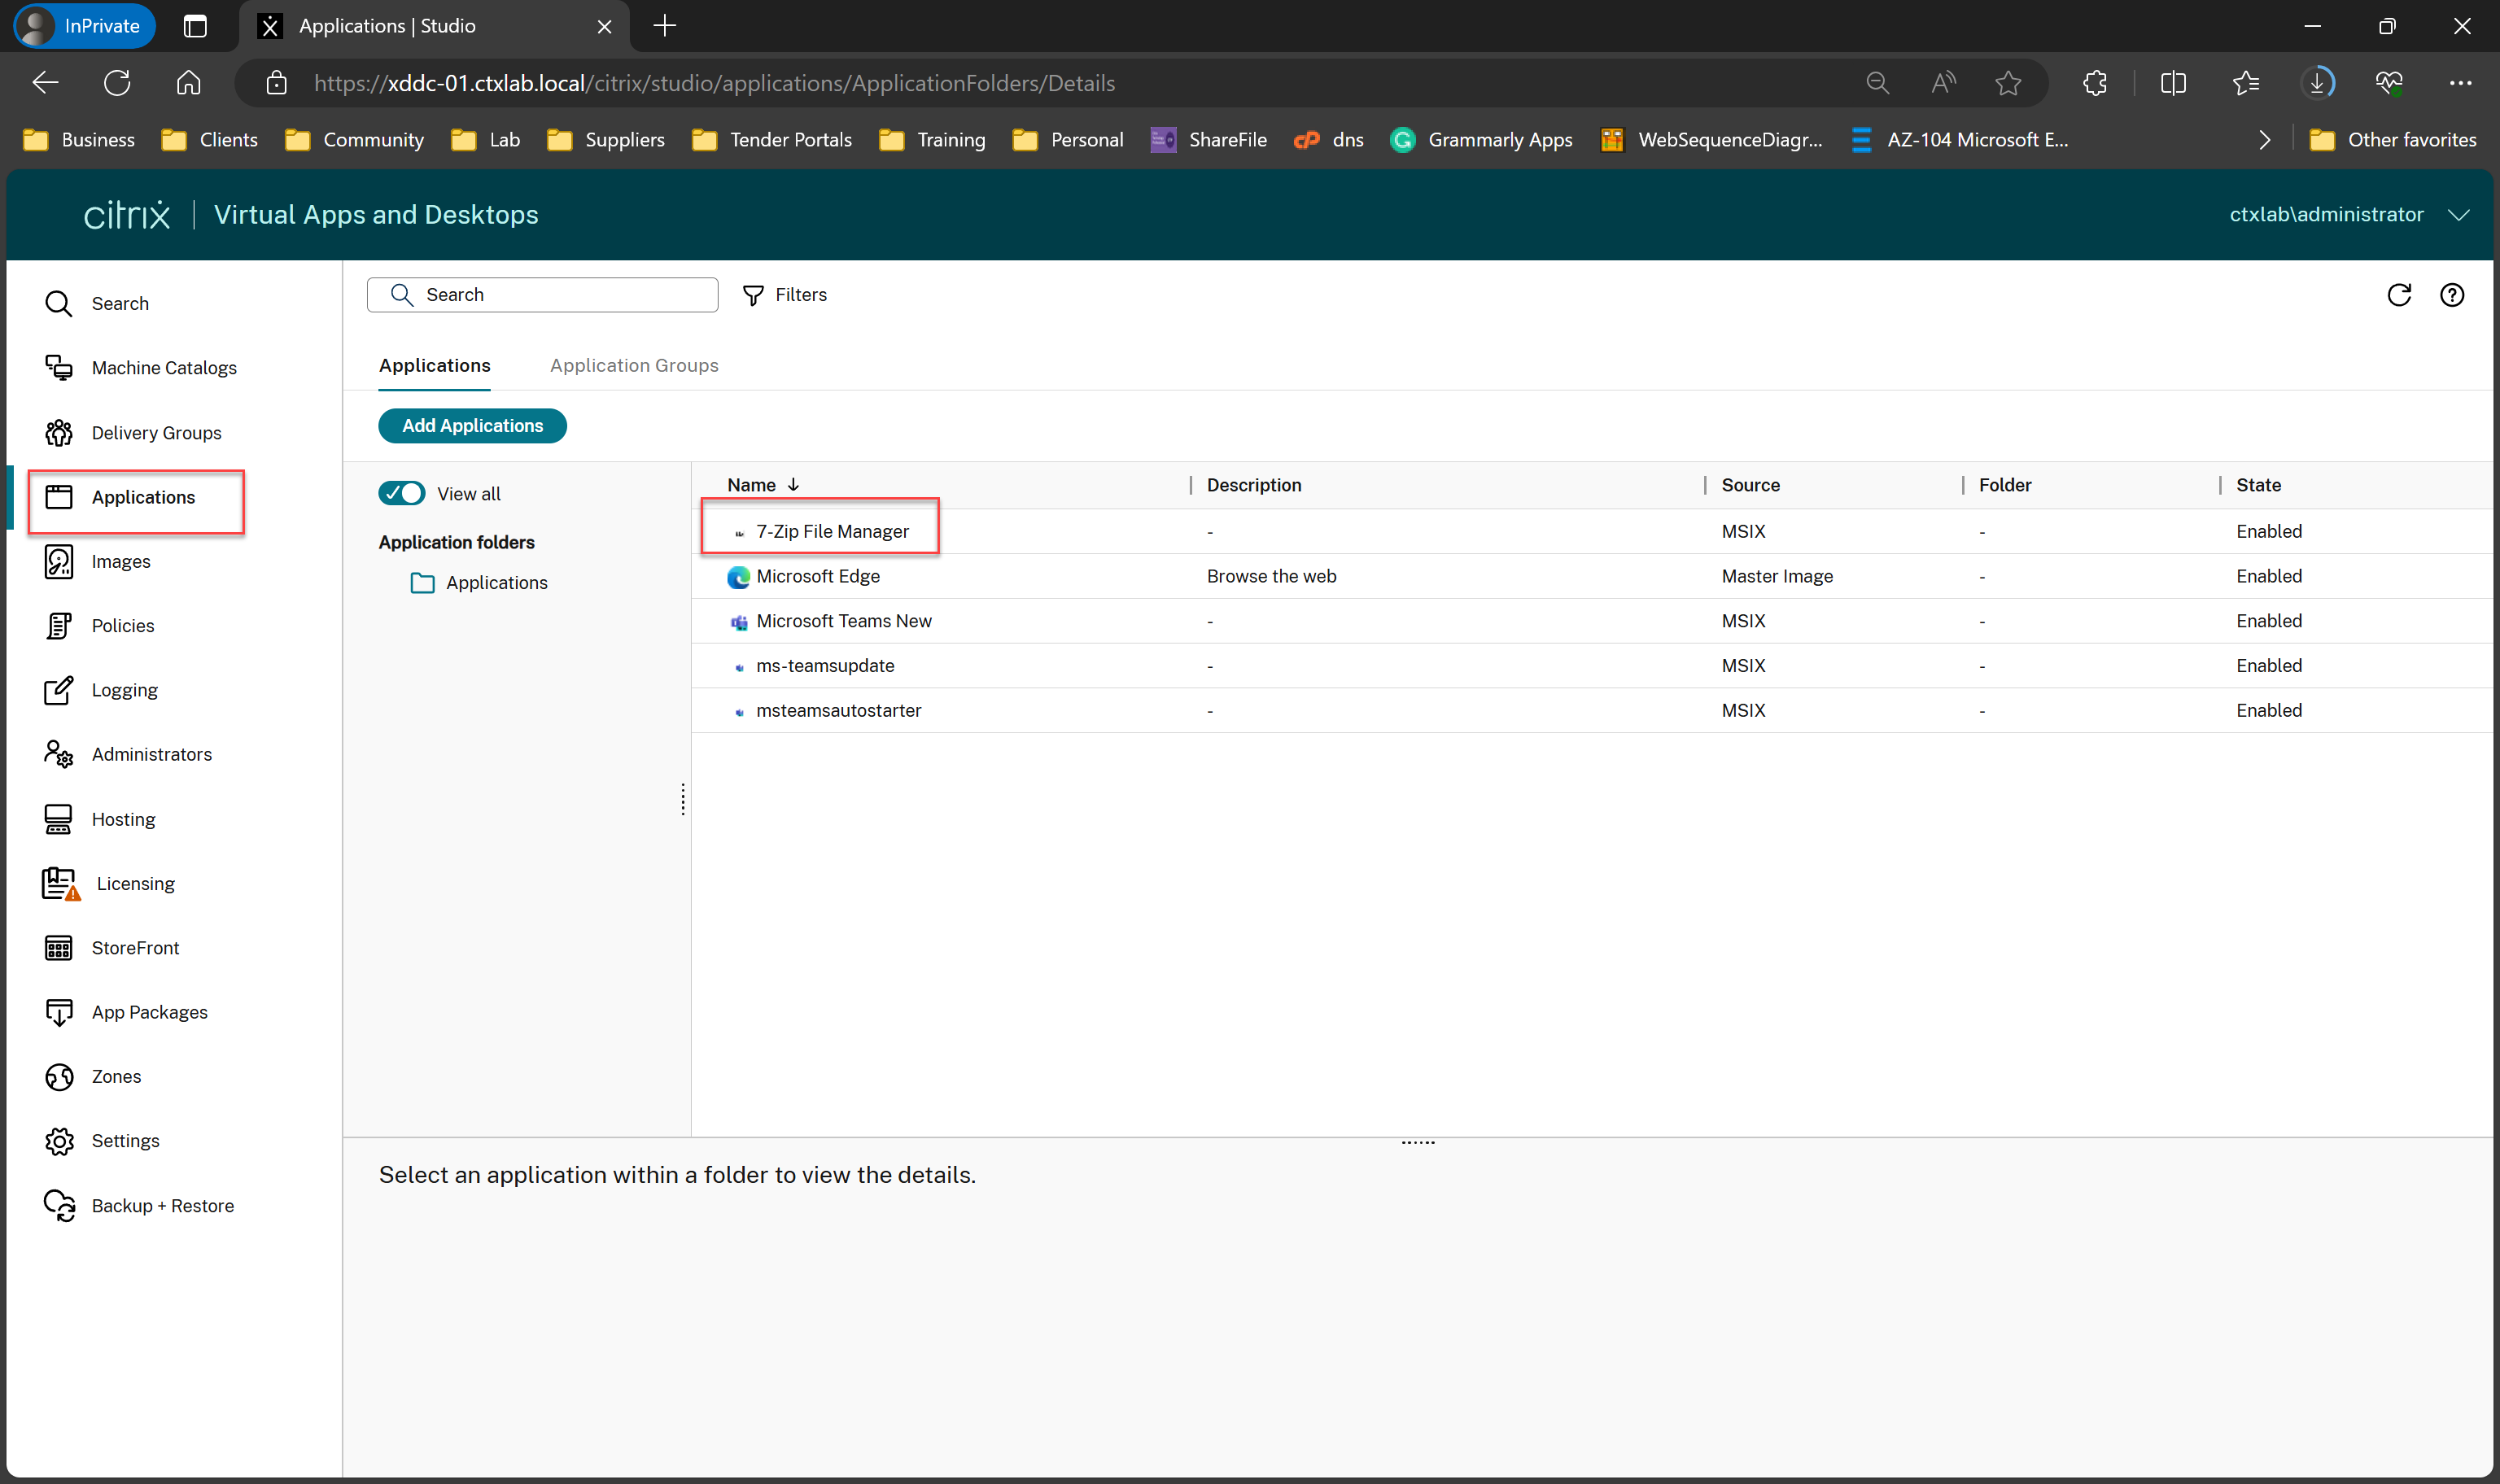 InPrivate
Applications | Studio
https://xddc-01.ctxlab.local/citrix/studio/applications/ApplicationFolders/Details
Business Clients Community Lab Suppliers Tender Portals Training Personal ShareFile dns Grammarly Apps WebSequenceDiagr... AZ-104 Microsoft E... Other favorites
citrix | Virtual Apps and Desktops
ctxlab\administrator
Search
Machine Catalogs
Delivery Groups
Applications
Images
Policies
Logging
Administrators
Hosting
Licensing
StoreFront
App Packages
Zones
Settings
Backup + Restore
Search Filters
Applications Application Groups
Add Applications
View all
Application folders
Applications
Name Description Source Folder State
7-Zip File Manager - MSIX - Enabled
Microsoft Edge Browse the web Master Image - Enabled
Microsoft Teams New - MSIX - Enabled
ms-teamsupdate - MSIX - Enabled
msteamsautostarter - MSIX - Enabled
Select an application within a folder to view the details.